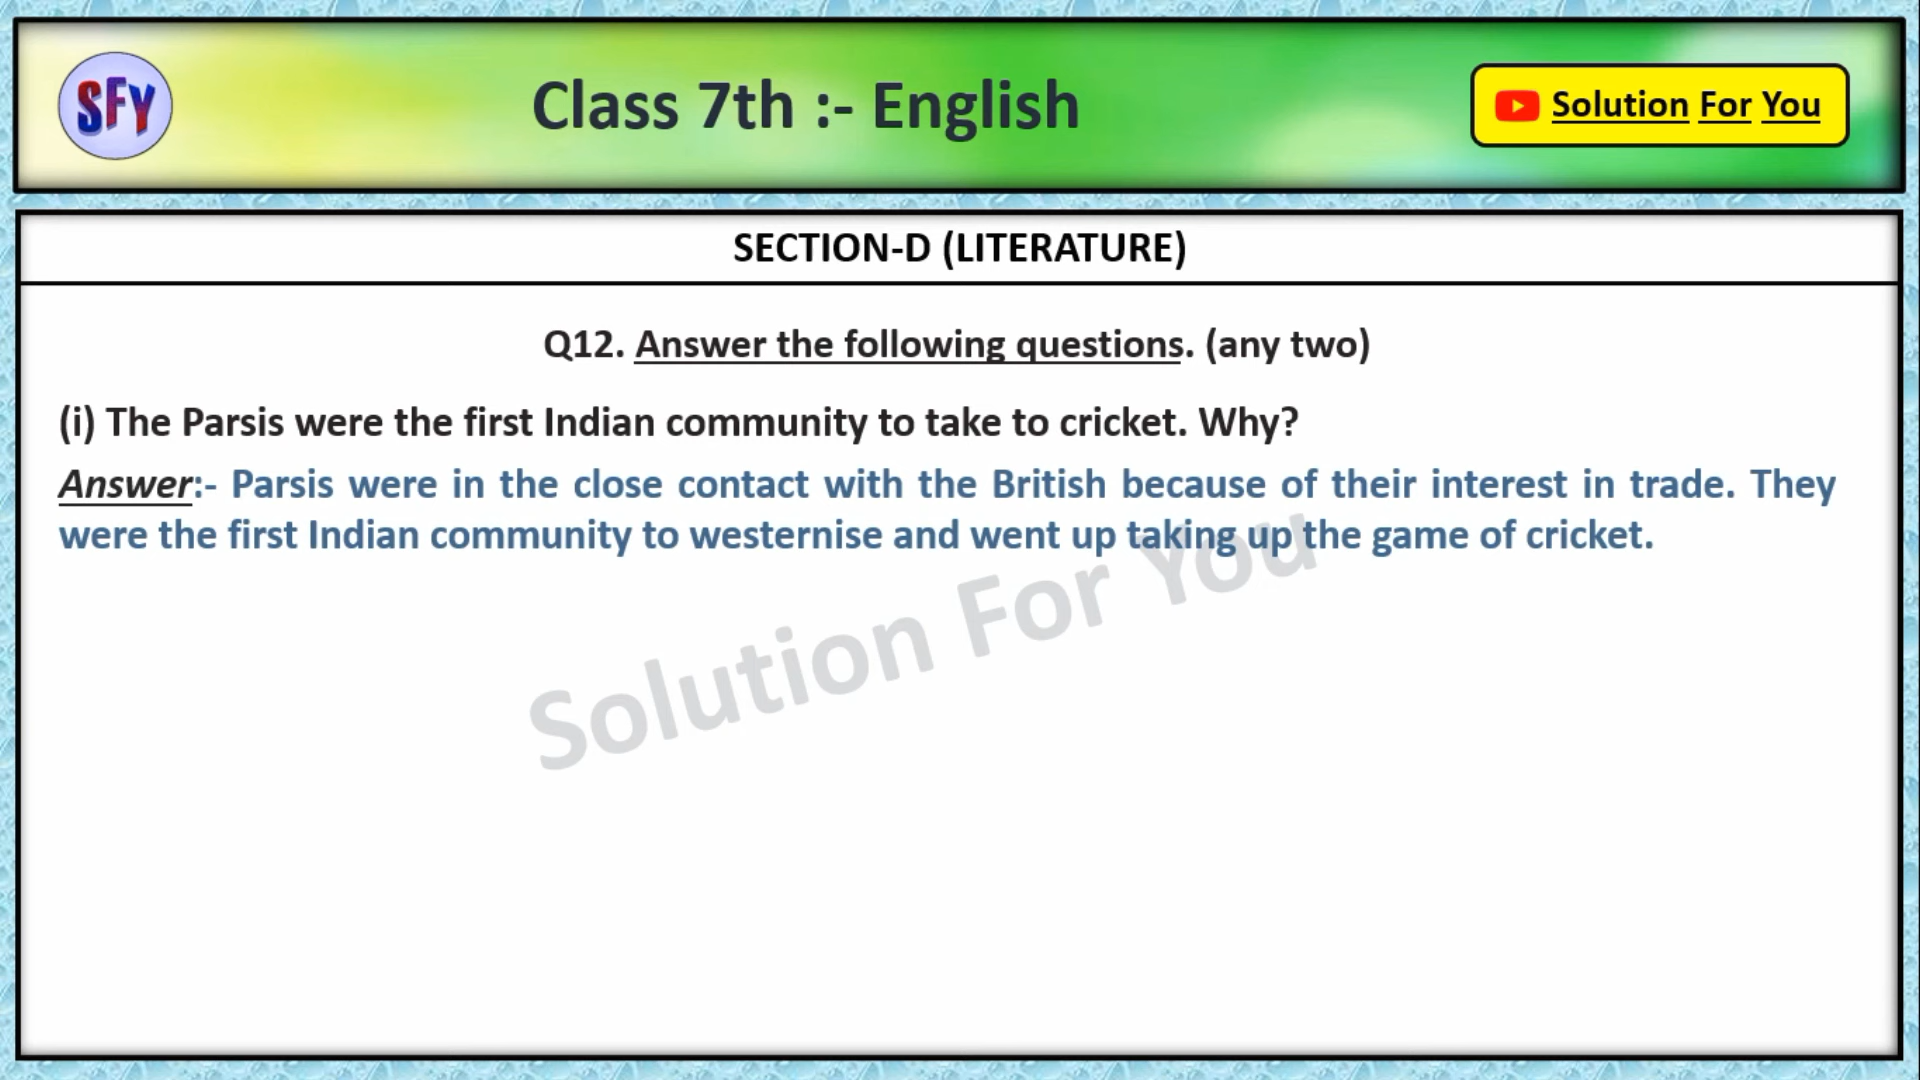 SFY
Class 7th :- English
Solution For You
SECTION-D (LITERATURE)
Q12. Answer the following questions. (any two)
(i) The Parsis were the first Indian community to take to cricket. Why?
Answer:- Parsis were in the close contact with the British because of their interest in trade. They
were the first Indian community to westernise and went up taking up the game of cricket.
Solution For You